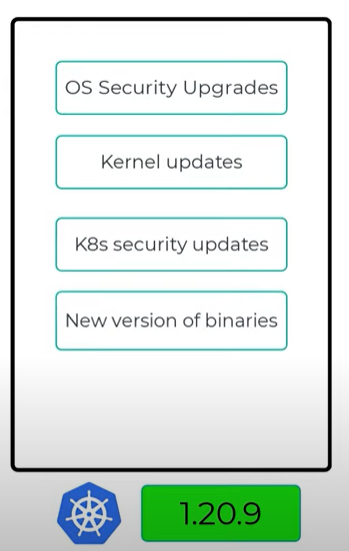 OS Security Upgrades
Kernel updates
K8s security updates
New version of binaries
1.20.9